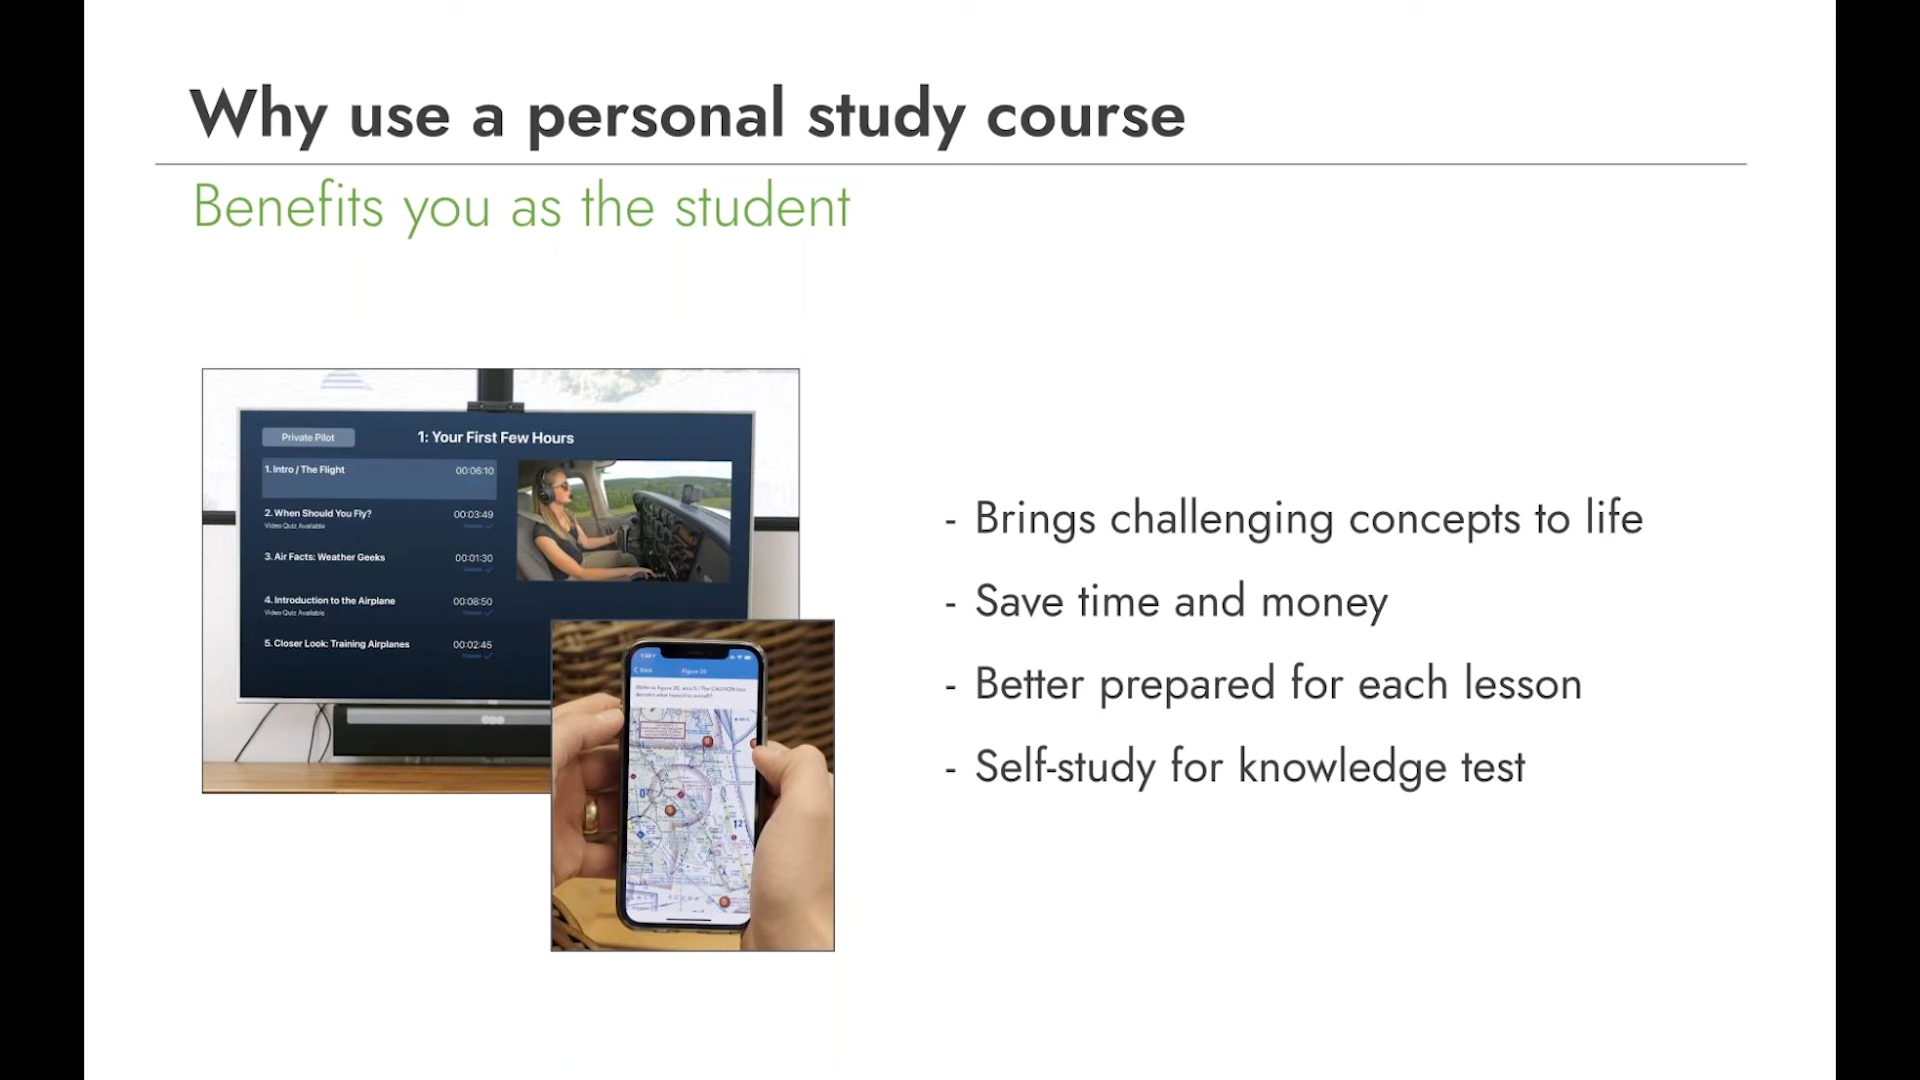 Why use a personal study course
Benefits you as the student
Private Pilot
1: Your First Few Hours
1. Intro / The Flight 00:06:10
2. When Should You Fly? 00:03:49
Video Quiz Available
3. Air Facts: Weather Geeks 00:01:30
4. Introduction to the Airplane 00:08:50
Video Quiz Available
5. Closer Look: Training Airplanes 00:02:45
Back Figure 20
- Brings challenging concepts to life
- Save time and money
- Better prepared for each lesson
- Self-study for knowledge test